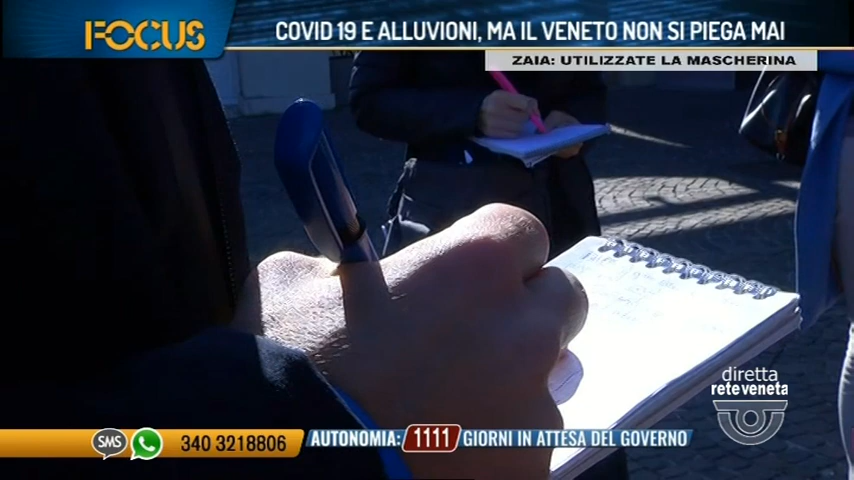 FOCUS
COVID 19 E ALLUVIONI, MA IL VENETO NON SI PIEGA MAI
ZAIA: UTILIZZATE LA MASCHERINA
diretta
reteveneta
SMS
340 3218806
AUTONOMIA: 1111 GIORNI IN ATTESA DEL GOVERNO